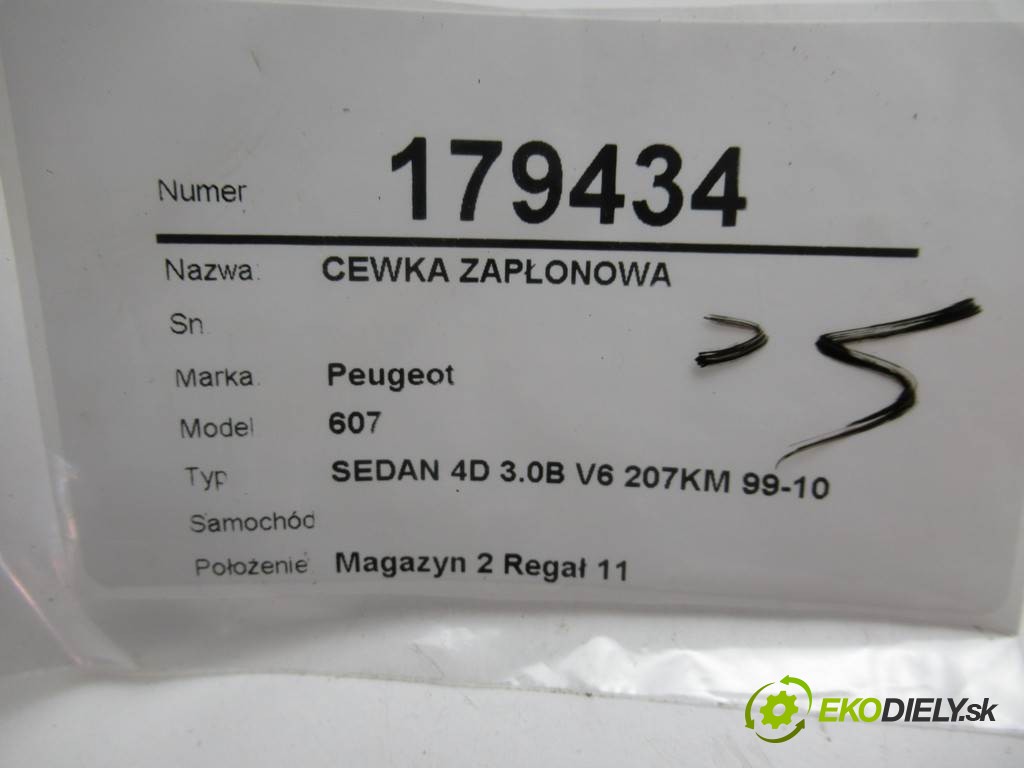 Numer 179434
Nazwa: CEWKA ZAPŁONOWA
Sn
Marka: Peugeot
Model 607
Typ SEDAN 4D 3.0B V6 207KM 99-10
Samochód
Położenie Magazyn 2 Regał 11
EKODIELY.sk